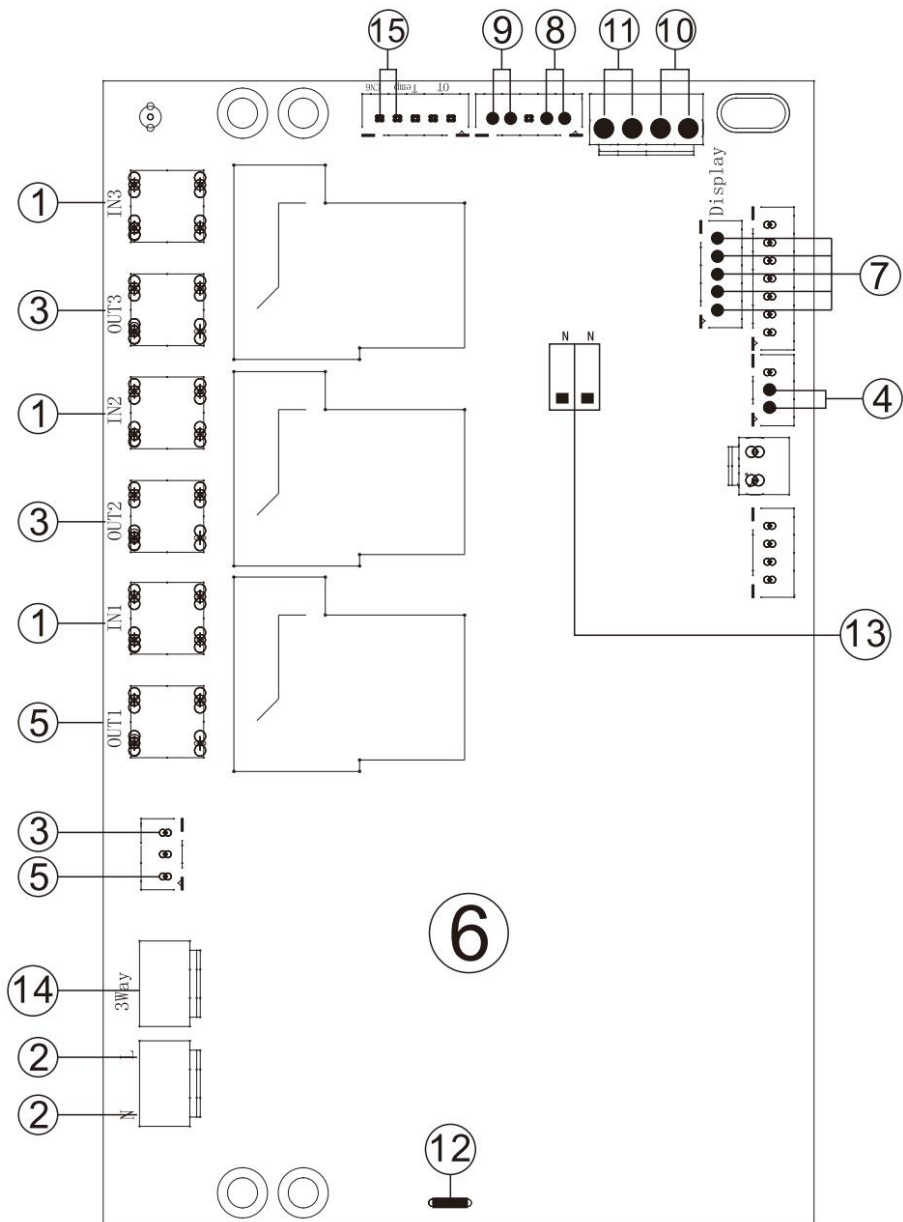 15 9 8 11 10
CN6 Temp OT
Display
1 IN3
3 OUT3
7
1 IN2
N N
4
3 OUT2
1 IN1
13
5 OUT1
3
5
6
14 3Way
2 L
2 N
12